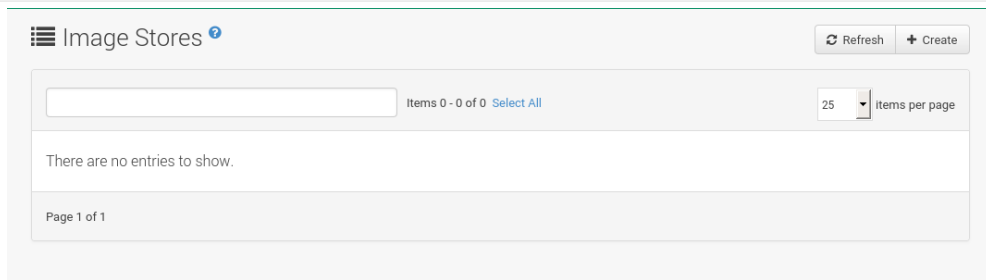 Image Stores ?
Refresh + Create
Items 0 - 0 of 0 Select All 25 items per page
There are no entries to show.
Page 1 of 1